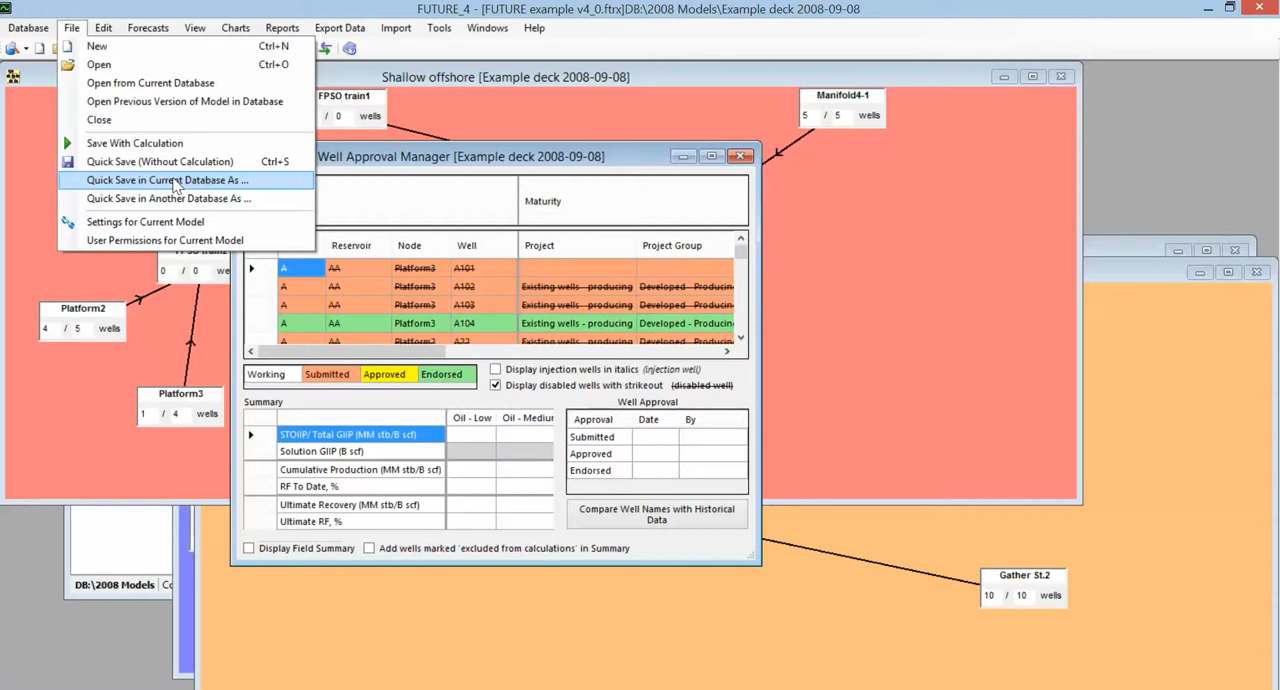 FUTURE_4 - [FUTURE example v4_0.ftrx]DB:\2008 Models\Example deck 2008-09-08
Database File Edit Forecasts View Charts Reports Export Data Import Tools Windows Help
New Ctrl+N
Open Ctrl+O
Open from Current Database
Open Previous Version of Model in Database
Close
Save With Calculation
Quick Save (Without Calculation) Ctrl+S
Quick Save in Current Database As ...
Quick Save in Another Database As ...
Settings for Current Model
User Permissions for Current Model
Shallow offshore [Example deck 2008-09-08]
FPSO train1
/ 0 wells
Manifold4-1
5 / 5 wells
0 / 0
Platform2
4 / 5 wells
Platform3
1 / 4 wells
Well Approval Manager [Example deck 2008-09-08]
Maturity
Reservoir Node Well Project Project Group
A AA Platform3 A101
A AA Platform3 A102 Existing wells - producing Developed - Producin
A AA Platform3 A103 Existing wells - producing Developed - Producin
A AA Platform3 A104 Existing wells - producing Developed - Producin
Working Submitted Approved Endorsed
Display injection wells in italics (injection well)
Display disabled wells with strikeout (disabled well)
Summary
Oil - Low Oil - Medium
STOIIP/ Total GIIP (MM stb/B scf)
Solution GIIP (B scf)
Cumulative Production (MM stb/B scf)
RF To Date, %
Ultimate Recovery (MM stb/B scf)
Ultimate RF, %
Well Approval
Approval Date By
Submitted
Approved
Endorsed
Compare Well Names with Historical
Data
Display Field Summary Add wells marked 'excluded from calculations' in Summary
DB:\2008 Models
Gather St.2
10 / 10 wells